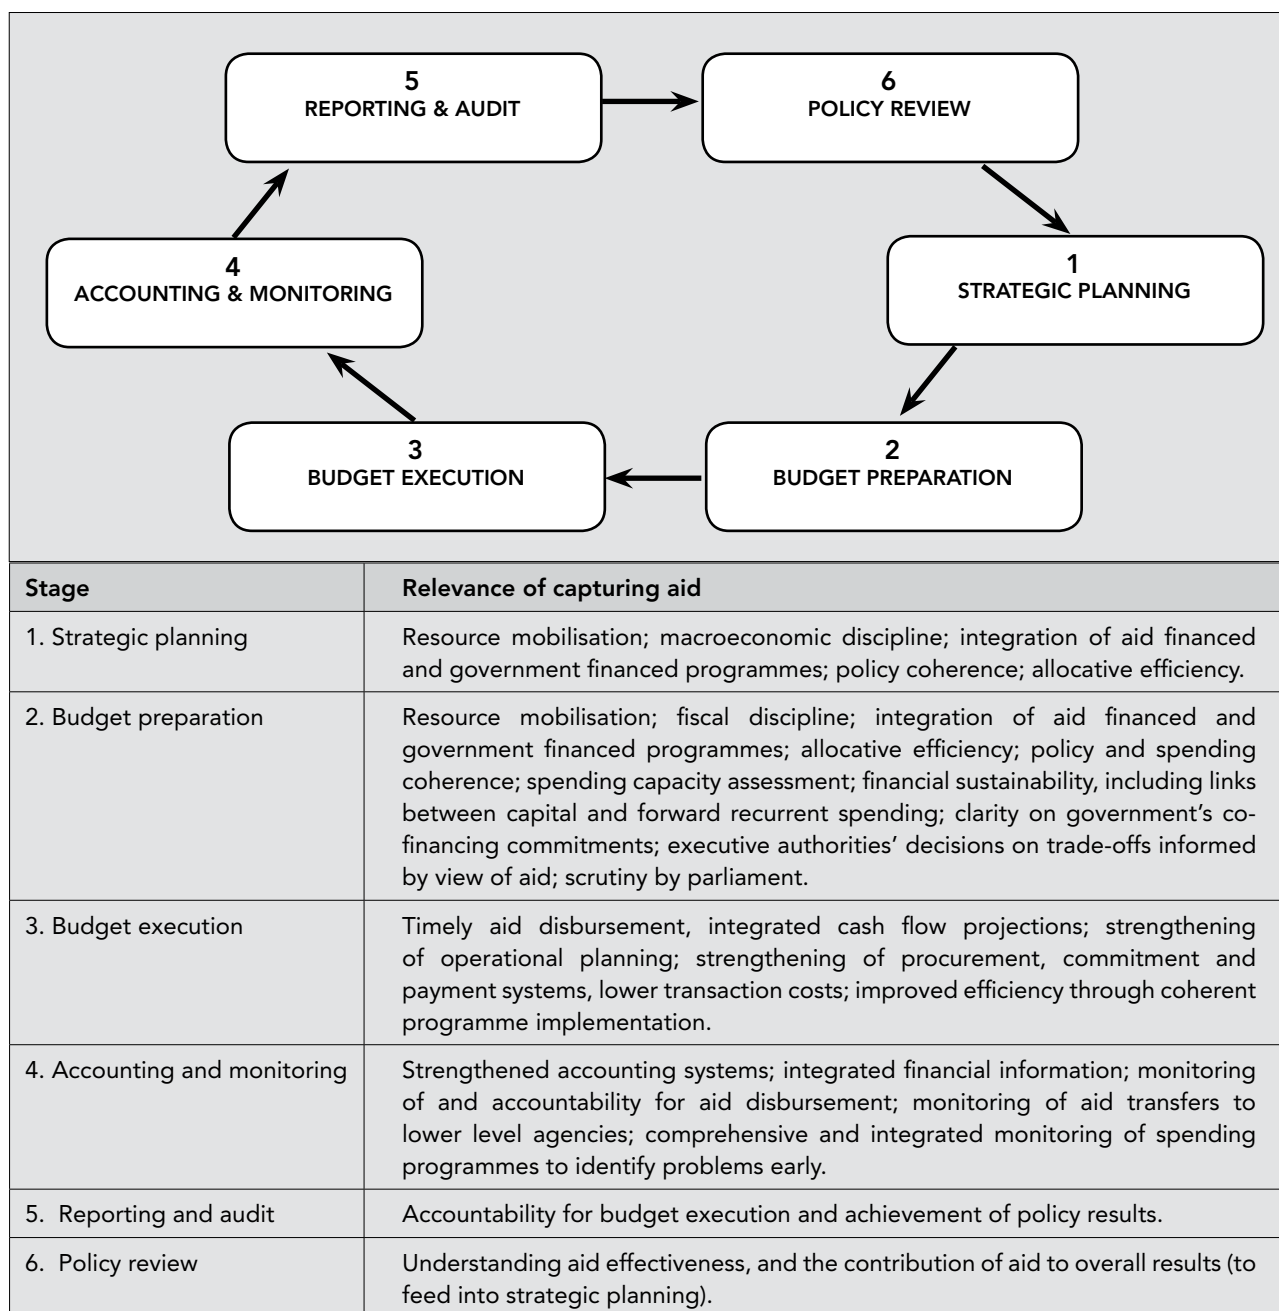 5
REPORTING & AUDIT
6
POLICY REVIEW
4
ACCOUNTING & MONITORING
1
STRATEGIC PLANNING
3
BUDGET EXECUTION
2
BUDGET PREPARATION
Stage
Relevance of capturing aid
1. Strategic planning
Resource mobilisation; macroeconomic discipline; integration of aid financed
and government financed programmes; policy coherence; allocative efficiency.
2. Budget preparation
Resource mobilisation; fiscal discipline; integration of aid financed and
government financed programmes; allocative efficiency; policy and spending
coherence; spending capacity assessment; financial sustainability, including links
between capital and forward recurrent spending; clarity on government’s co-
financing commitments; executive authorities’ decisions on trade-offs informed
by view of aid; scrutiny by parliament.
3. Budget execution
Timely aid disbursement, integrated cash flow projections; strengthening
of operational planning; strengthening of procurement, commitment and
payment systems, lower transaction costs; improved efficiency through coherent
programme implementation.
4. Accounting and monitoring
Strengthened accounting systems; integrated financial information; monitoring
of and accountability for aid disbursement; monitoring of aid transfers to
lower level agencies; comprehensive and integrated monitoring of spending
programmes to identify problems early.
5. Reporting and audit
Accountability for budget execution and achievement of policy results.
6. Policy review
Understanding aid effectiveness, and the contribution of aid to overall results (to
feed into strategic planning).